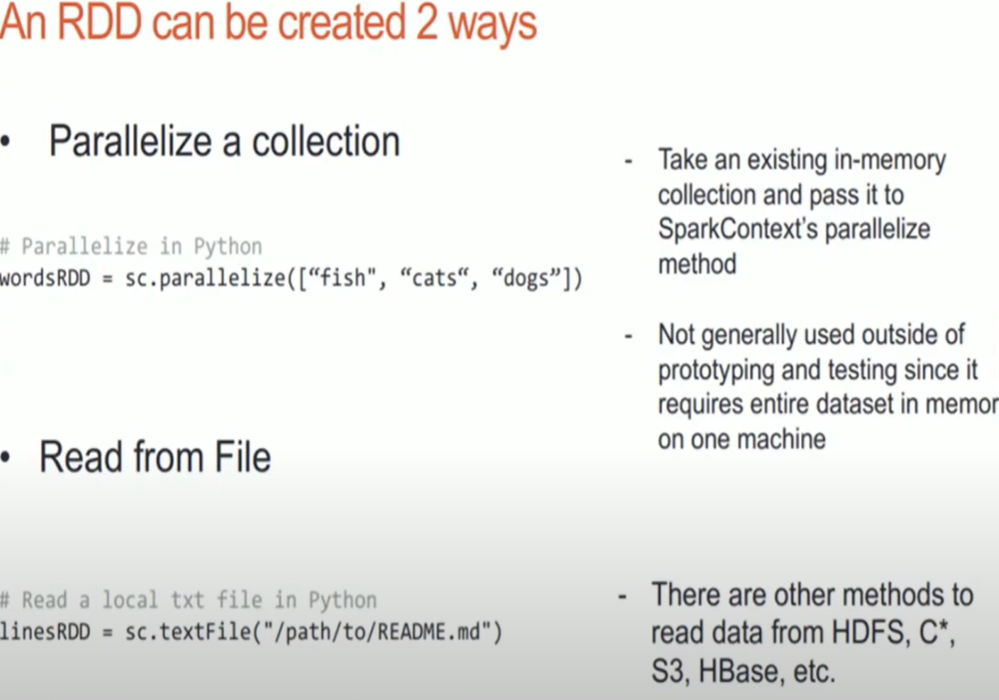 An RDD can be created 2 ways
• Parallelize a collection
# Parallelize in Python
wordsRDD = sc.parallelize([“fish", “cats“, “dogs”])
- Take an existing in-memory
collection and pass it to
SparkContext’s parallelize
method
- Not generally used outside of
prototyping and testing since it
requires entire dataset in memor
on one machine
• Read from File
# Read a local txt file in Python
linesRDD = sc.textFile("/path/to/README.md")
- There are other methods to
read data from HDFS, C*,
S3, HBase, etc.